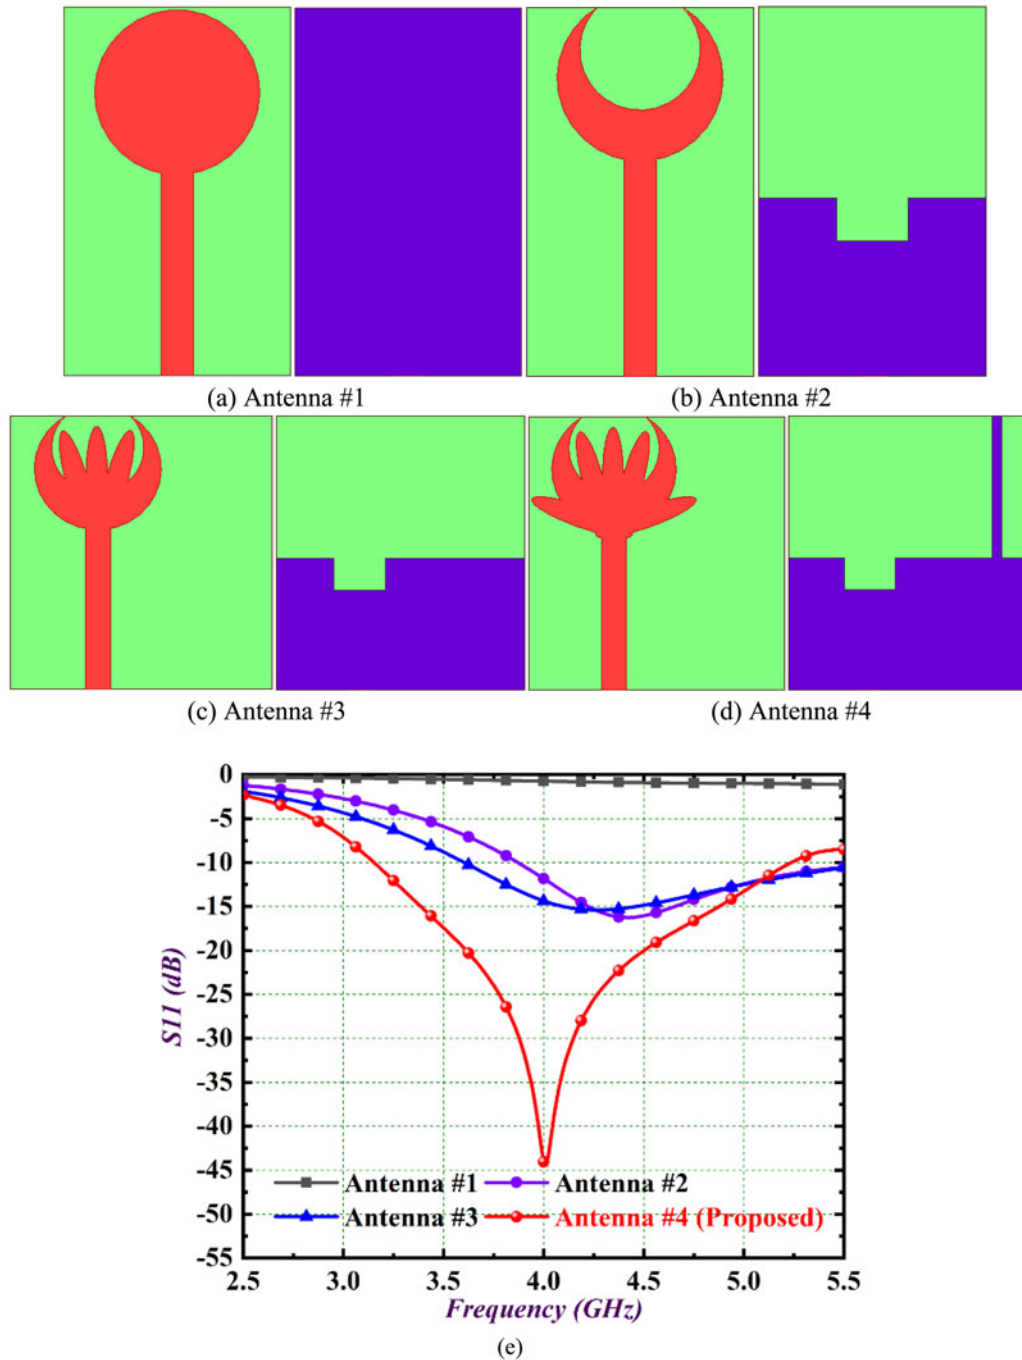 (a) Antenna #1
(b) Antenna #2
(c) Antenna #3
(d) Antenna #4
0
-5
-10
-15
-20
-25
-30
-35
-40
-45
-50
-55
S11 (dB)
Antenna #1
Antenna #2
Antenna #3
Antenna #4 (Proposed)
2.5 3.0 3.5 4.0 4.5 5.0 5.5
Frequency (GHz)
(e)